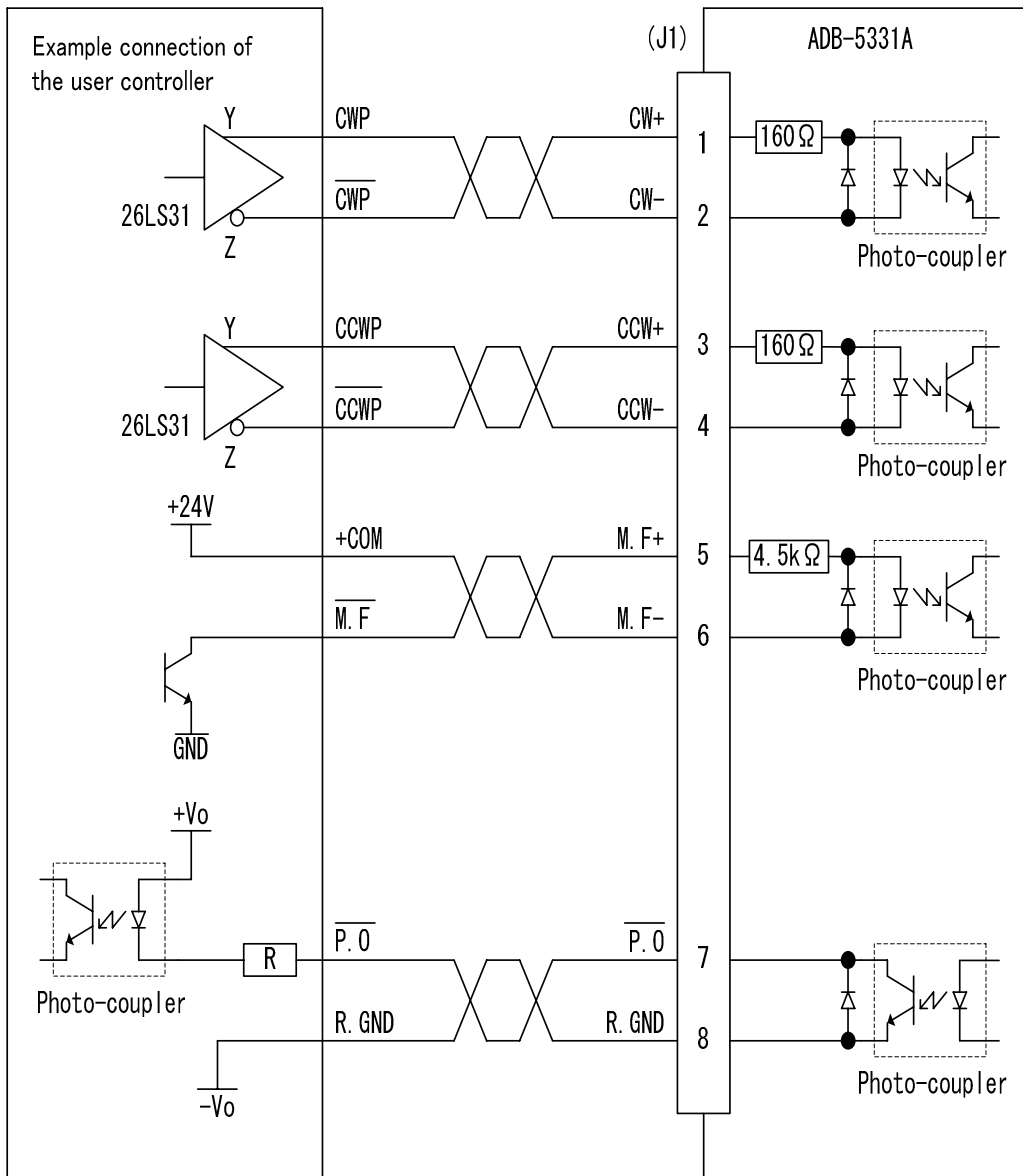 Example connection of
the user controller
(J1)
ADB-5331A
Y
CWP
CW+
1
160Ω
26LS31
CWP
CW-
2
Z
Photo-coupler
Y
CCWP
CCW+
3
160Ω
26LS31
CCWP
CCW-
4
Z
Photo-coupler
+24V
+COM
M.F+
5
4.5kΩ
M.F
M.F-
6
Photo-coupler
GND
+Vo
R
P.O
P.O
7
Photo-coupler
R.GND
R.GND
8
Photo-coupler
-Vo